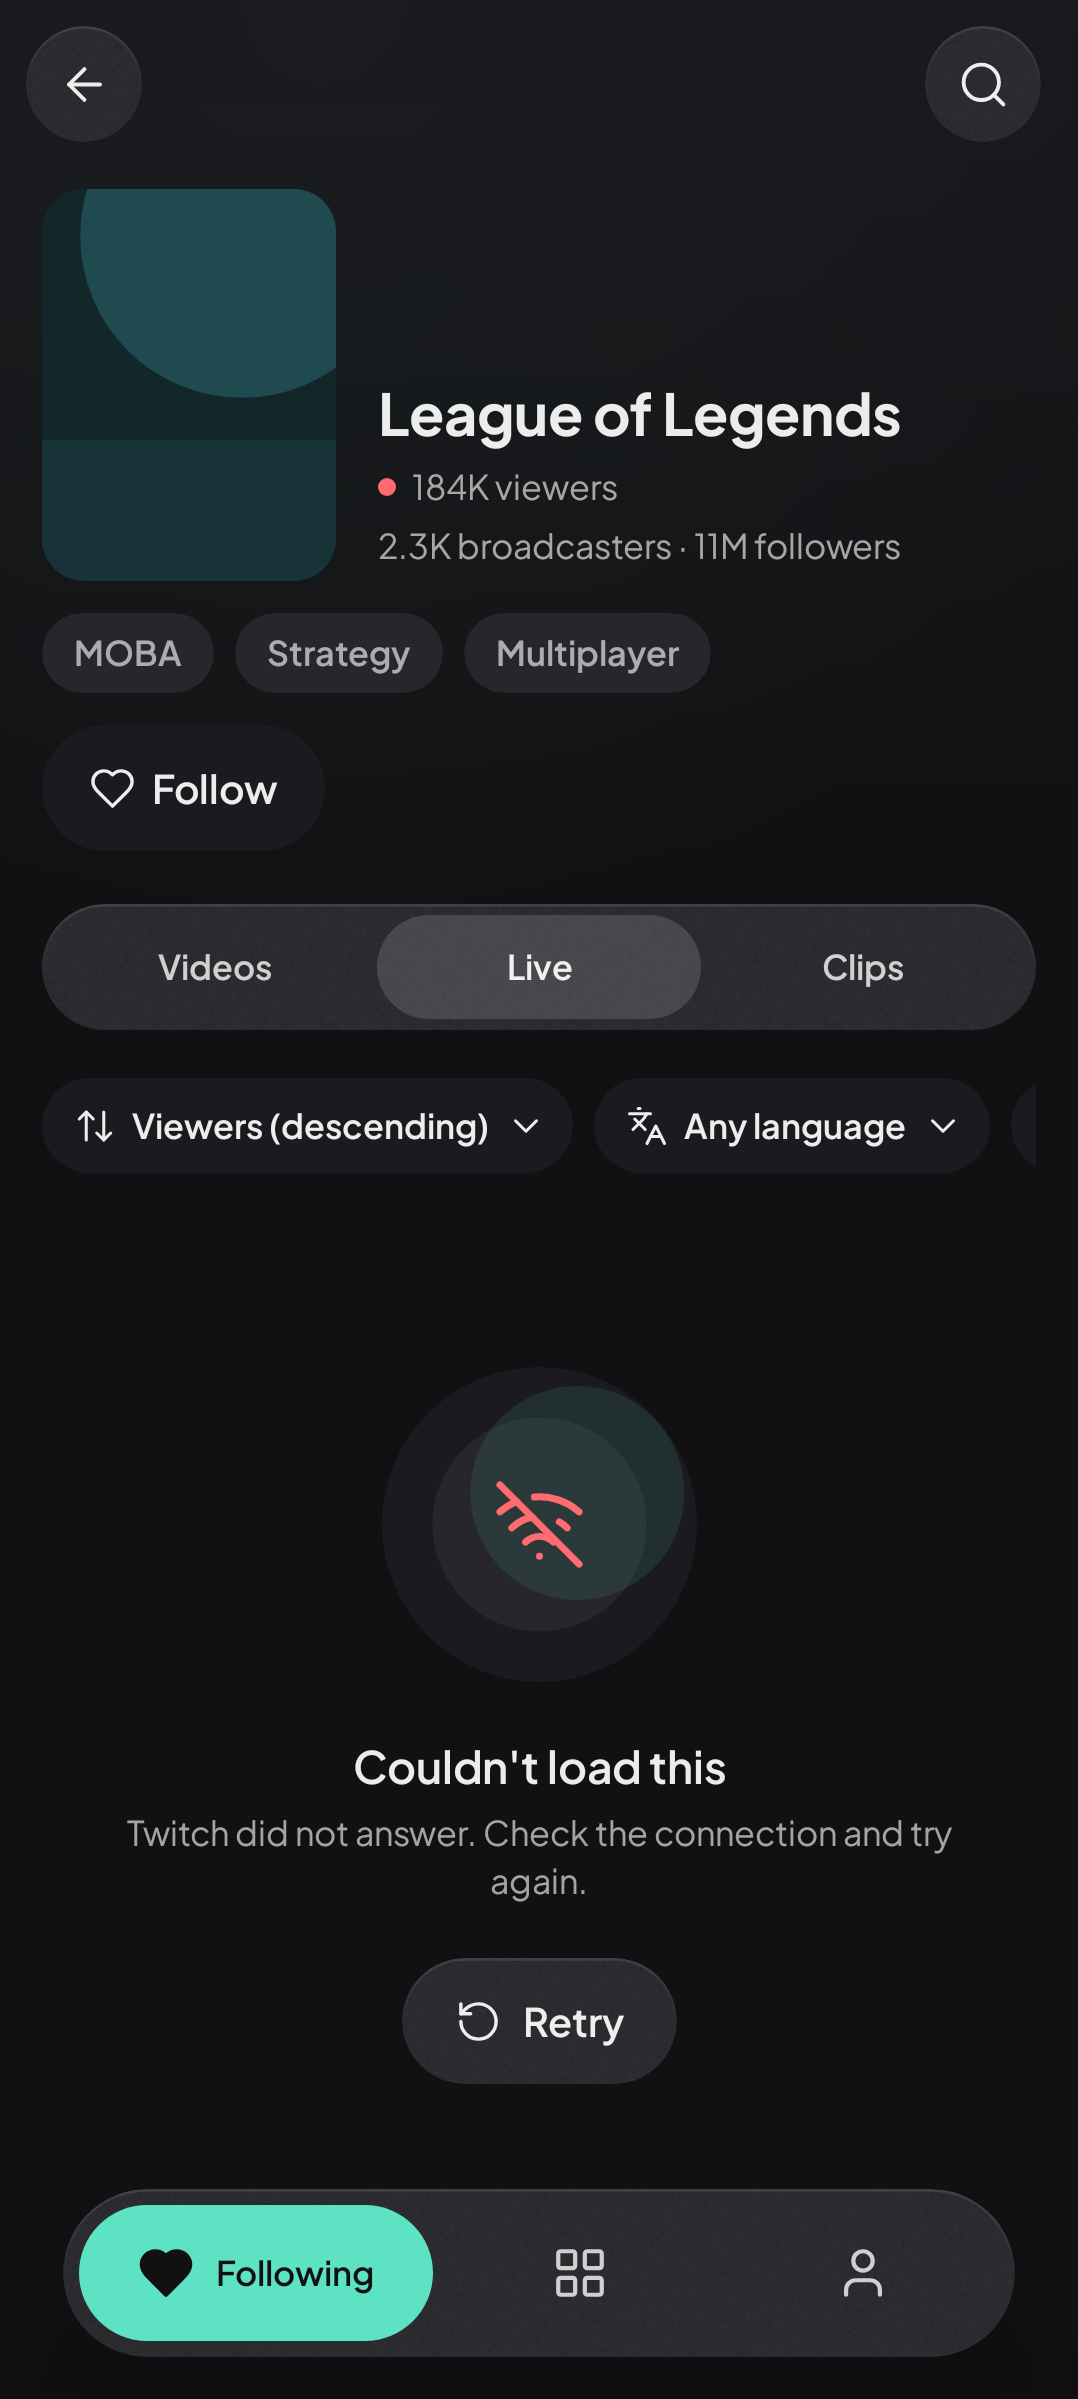 League of Legends
184K viewers
2.3K broadcasters · 11M followers
MOBA
Strategy
Multiplayer
Follow
Videos
Live
Clips
Viewers (descending)
Any language
Couldn't load this
Twitch did not answer. Check the connection and try
again.
Retry
Following